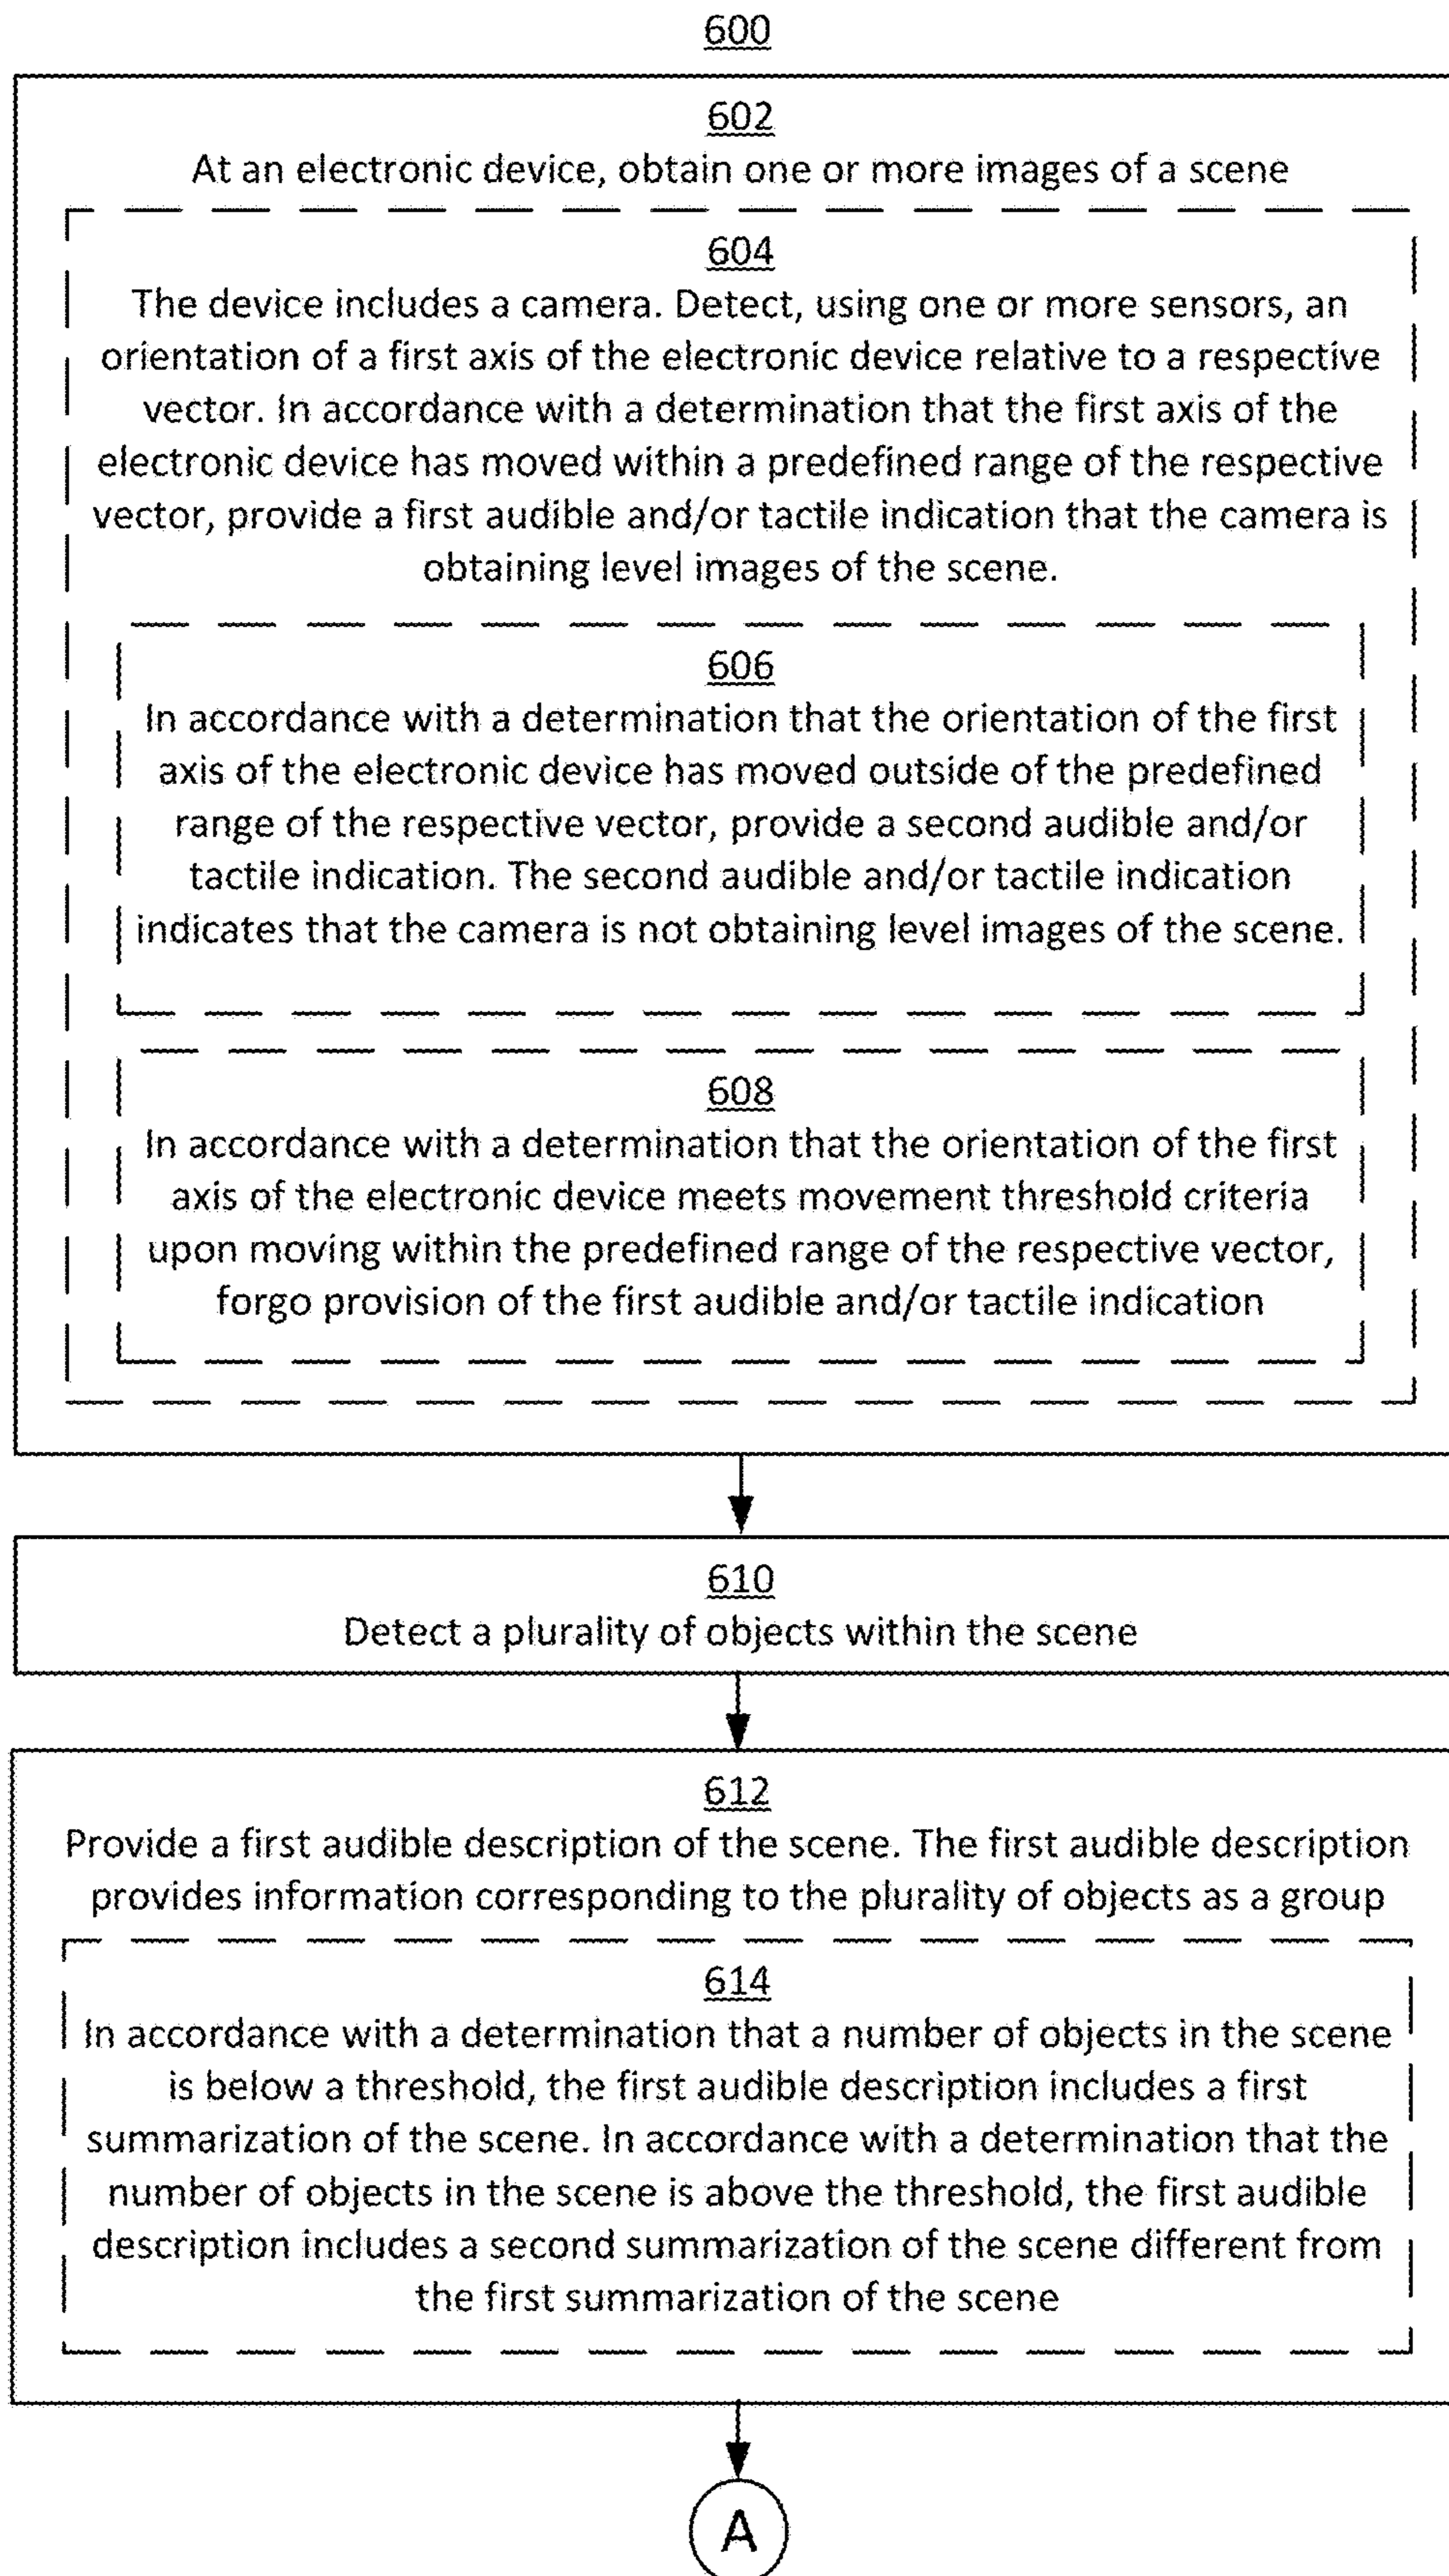 600
602
At an electronic device, obtain one or more images of a scene
604
The device includes a camera. Detect, using one or more sensors, an
orientation of a first axis of the electronic device relative to a respective
vector. In accordance with a determination that the first axis of the
electronic device has moved within a predefined range of the respective
vector, provide a first audible and/or tactile indication that the camera is
obtaining level images of the scene.
606
In accordance with a determination that the orientation of the first
axis of the electronic device has moved outside of the predefined
range of the respective vector, provide a second audible and/or
tactile indication. The second audible and/or tactile indication
indicates that the camera is not obtaining level images of the scene.
608
In accordance with a determination that the orientation of the first
axis of the electronic device meets movement threshold criteria
upon moving within the predefined range of the respective vector,
forgo provision of the first audible and/or tactile indication
610
Detect a plurality of objects within the scene
612
Provide a first audible description of the scene. The first audible description
provides information corresponding to the plurality of objects as a group
614
In accordance with a determination that a number of objects in the scene
is below a threshold, the first audible description includes a first
summarization of the scene. In accordance with a determination that the
number of objects in the scene is above the threshold, the first audible
description includes a second summarization of the scene different from
the first summarization of the scene
A